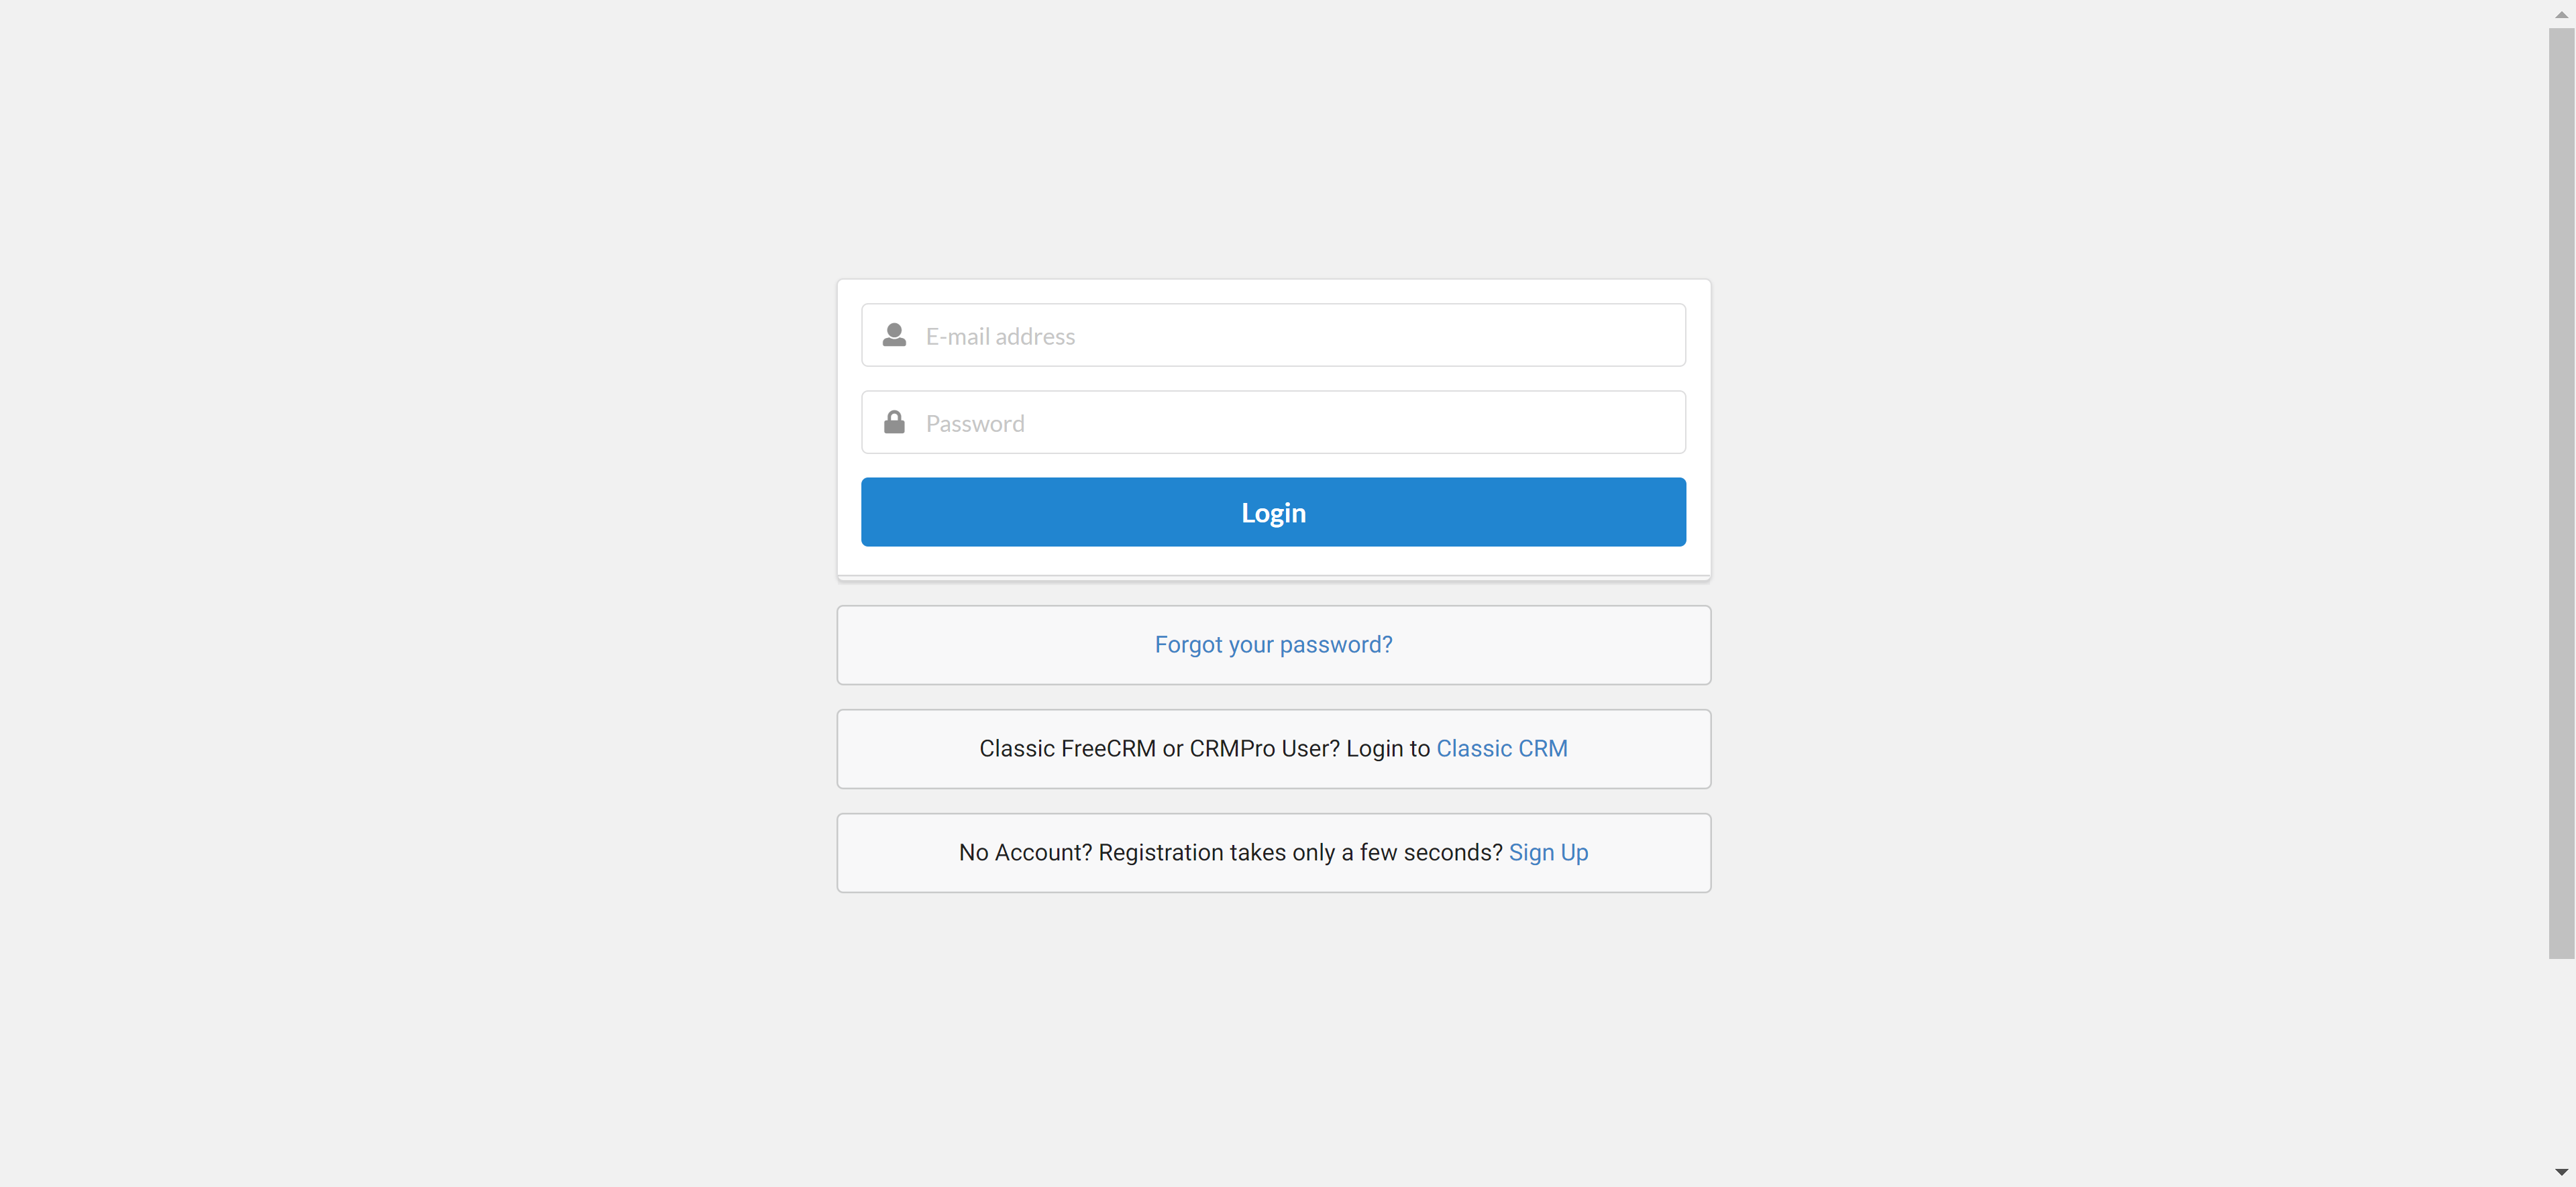 E-mail address
Password
Login
Forgot your password?
Classic FreeCRM or CRMPro User? Login to Classic CRM
No Account? Registration takes only a few seconds? Sign Up